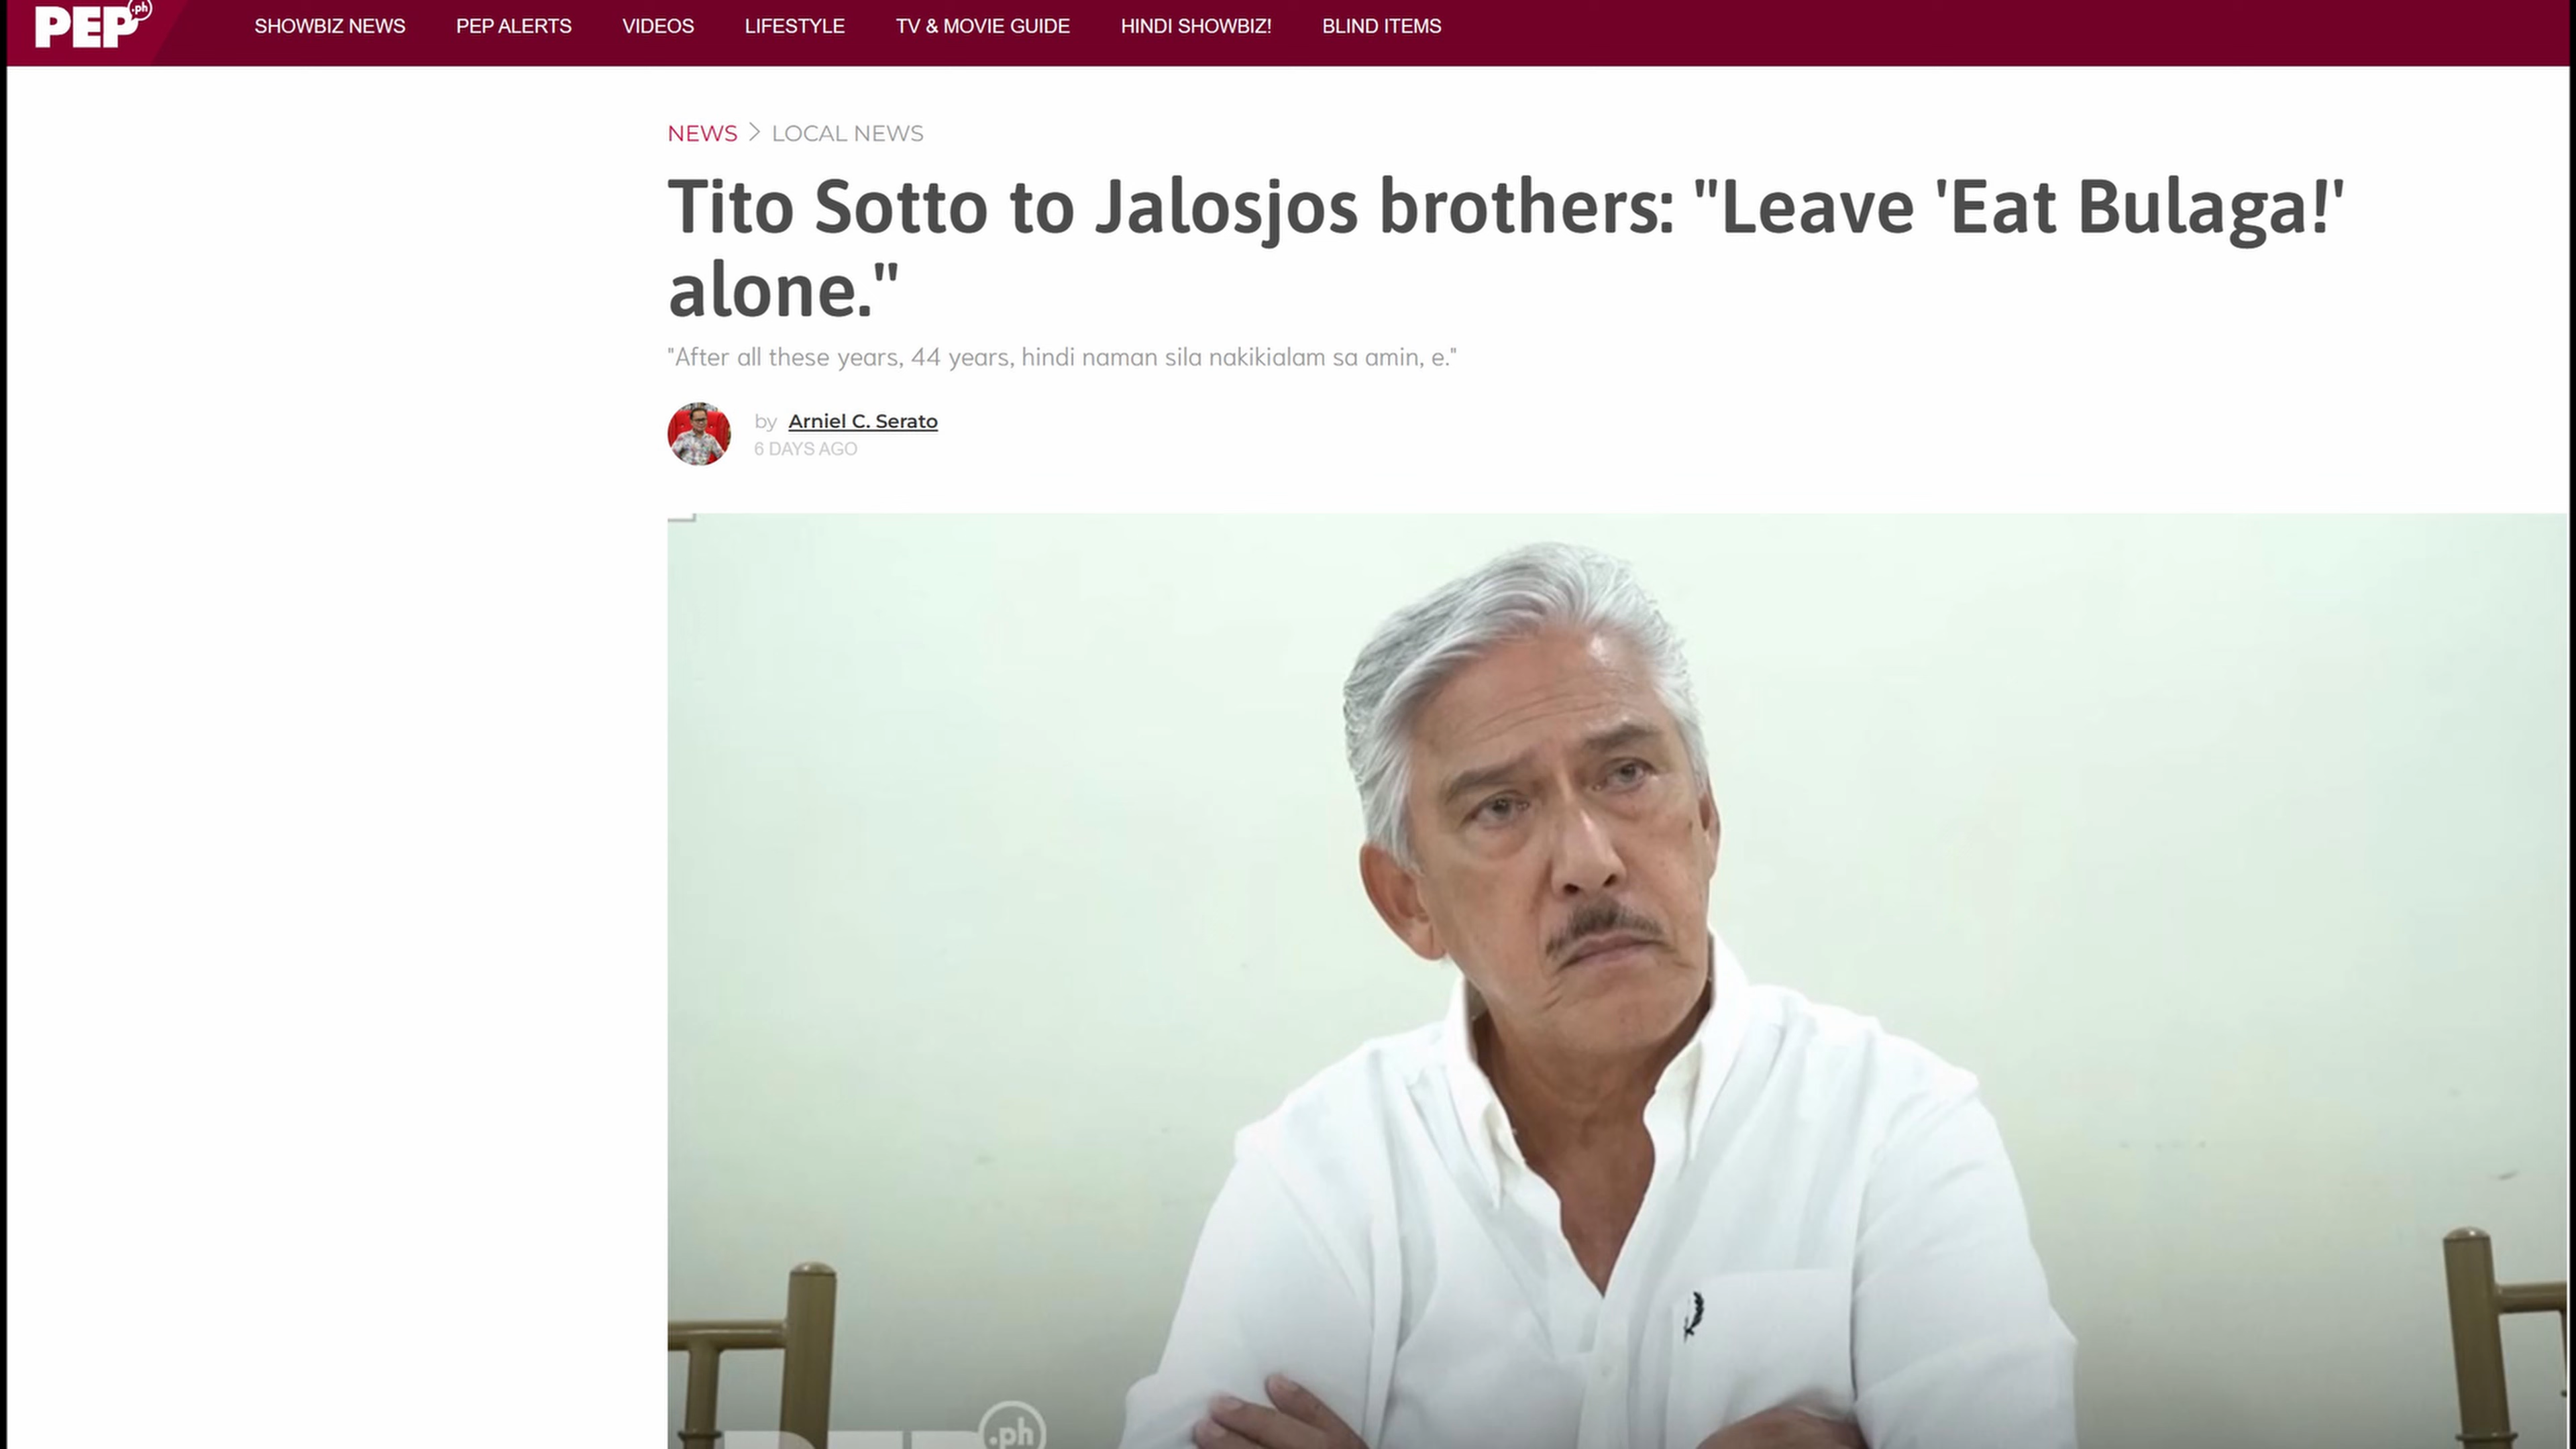 PEP.ph
SHOWBIZ NEWS PEP ALERTS VIDEOS LIFESTYLE TV & MOVIE GUIDE HINDI SHOWBIZ! BLIND ITEMS
NEWS > LOCAL NEWS
Tito Sotto to Jalosjos brothers: "Leave 'Eat Bulaga!'
alone."
"After all these years, 44 years, hindi naman sila nakikialam sa amin, e."
by Arniel C. Serato
6 DAYS AGO
PEP.ph